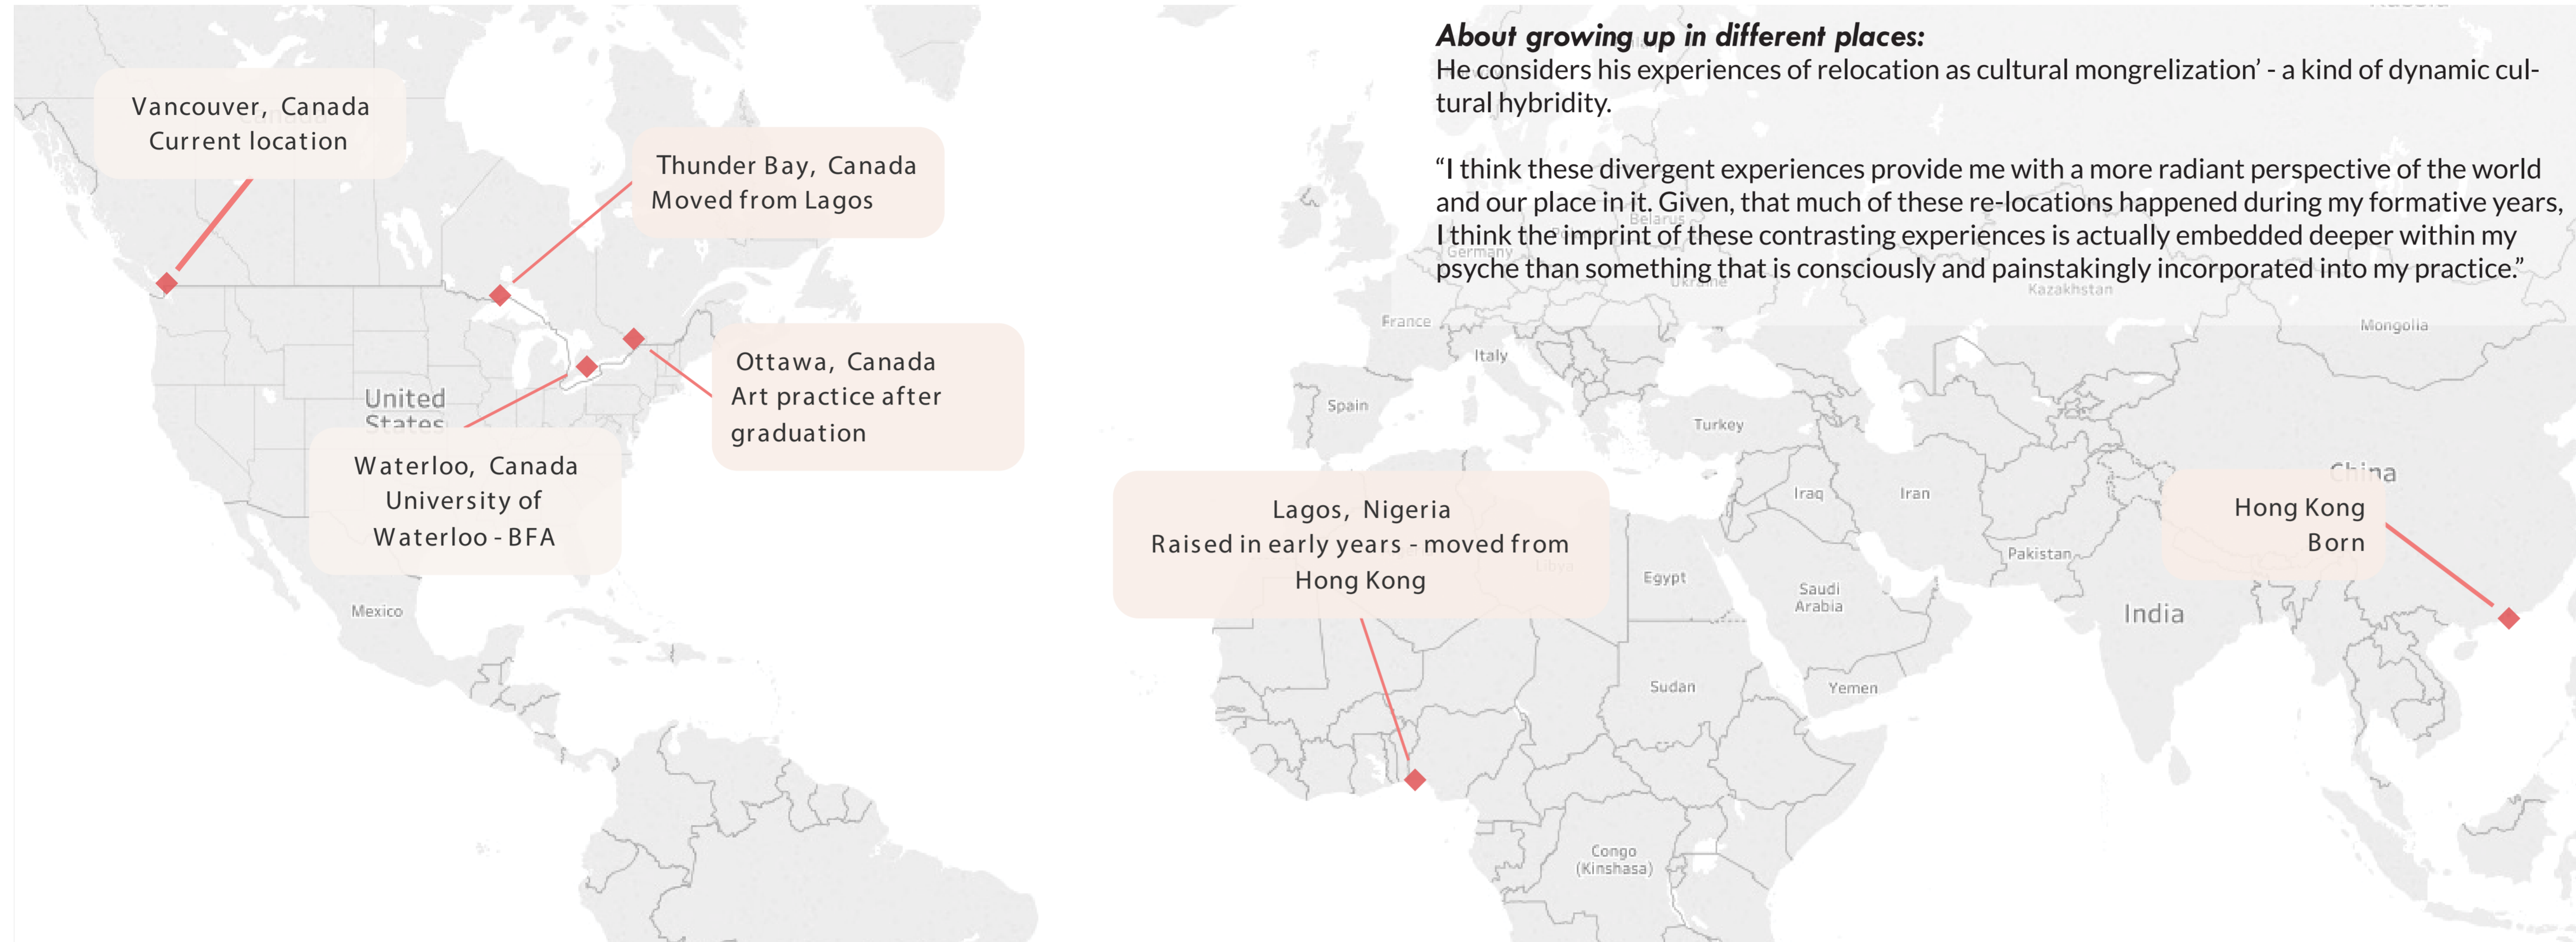 About growing up in different places:
He considers his experiences of relocation as cultural mongrelization’ - a kind of dynamic cul-
tural hybridity.
“I think these divergent experiences provide me with a more radiant perspective of the world
and our place in it. Given, that much of these re-locations happened during my formative years,
I think the imprint of these contrasting experiences is actually embedded deeper within my
psyche than something that is consciously and painstakingly incorporated into my practice.”
Vancouver, Canada
Current location
Thunder Bay, Canada
Moved from Lagos
Ottawa, Canada
Art practice after
graduation
Waterloo, Canada
University of
Waterloo - BFA
Lagos, Nigeria
Raised in early years - moved from
Hong Kong
Hong Kong
Born
Canada
United
States
Mexico
Belarus
Germany
Ukraine
Kazakhstan
France
Mongolia
Italy
Spain
Turkey
China
Iraq
Iran
Pakistan
Libya
Egypt
Saudi
Arabia
India
Sudan
Yemen
Congo
(Kinshasa)